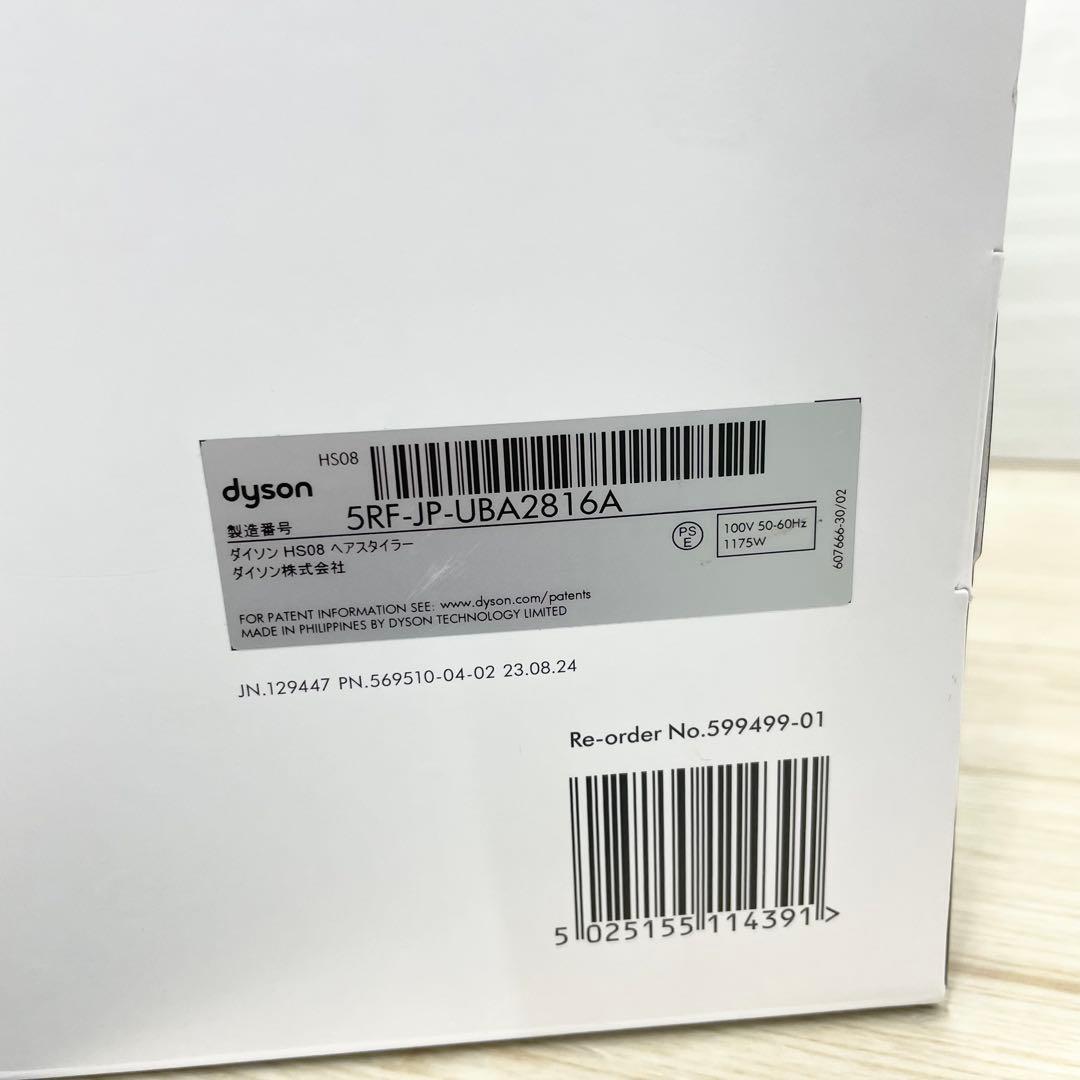 HS08
dyson
製造番号 5RF-JP-UBA2816A
ダイソン HS08 ヘアスタイラー
ダイソン株式会社
PS
E
100V 50-60Hz
1175W
607666-30/02
FOR PATENT INFORMATION SEE: www.dyson.com/patents
MADE IN PHILIPPINES BY DYSON TECHNOLOGY LIMITED
JN.129447 PN.569510-04-02 23.08.24
Re-order No.599499-01
5 025155 114391 >